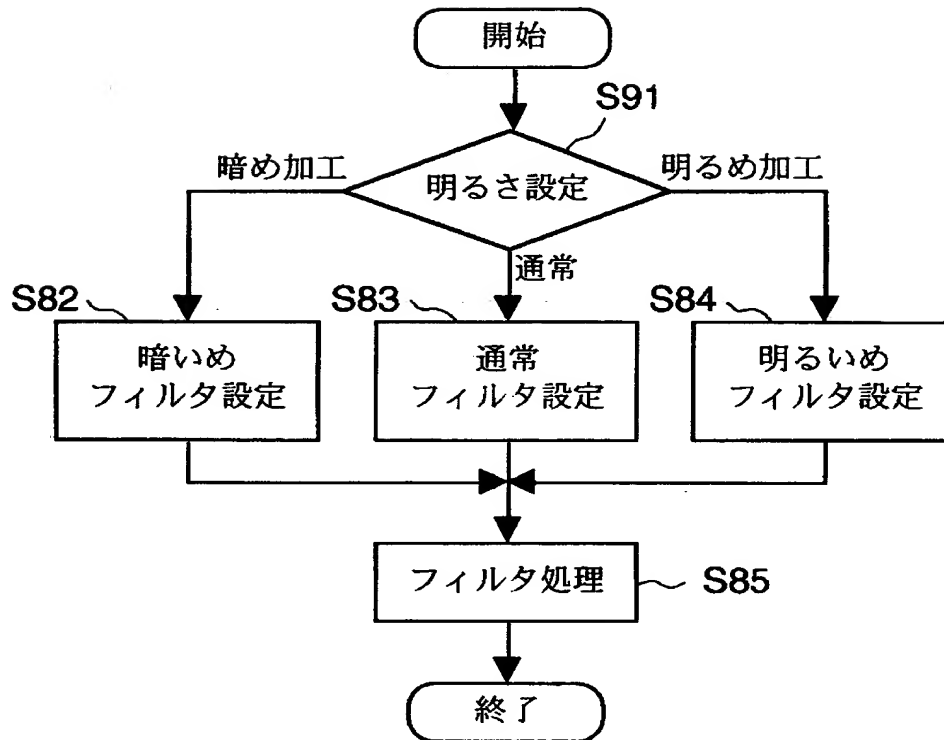 開始
S91
暗め加工
明るさ設定
明るめ加工
通常
S82
S83
S84
暗いめ
フィルタ設定
通常
フィルタ設定
明るいめ
フィルタ設定
フィルタ処理
S85
終了